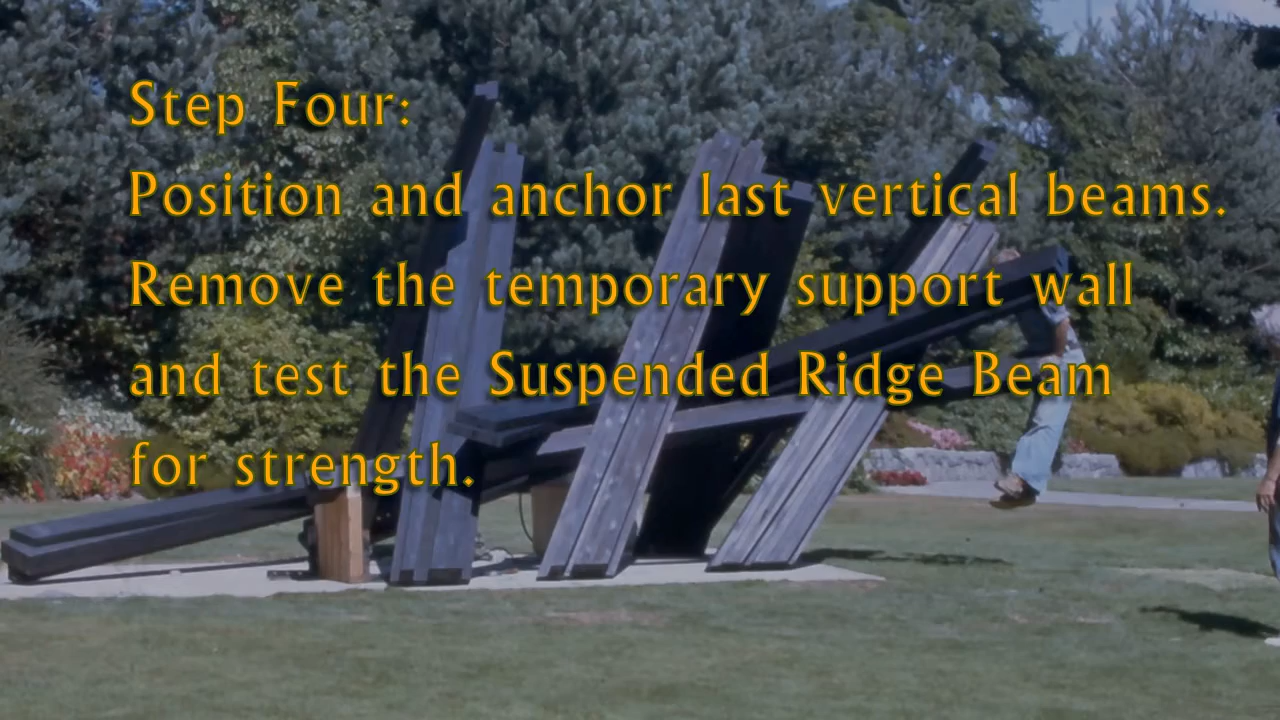 Step Four:
Position and anchor last vertical beams.
Remove the temporary support wall
and test the Suspended Ridge Beam
for strength.